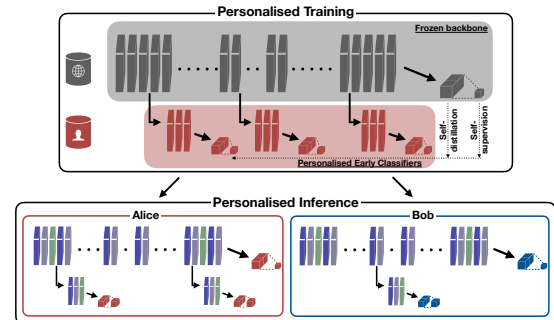 Personalised Training
Frozen backbone
Self-
distillation
Self-
supervision
Personalised Early Classifiers
Personalised Inference
Alice
Bob